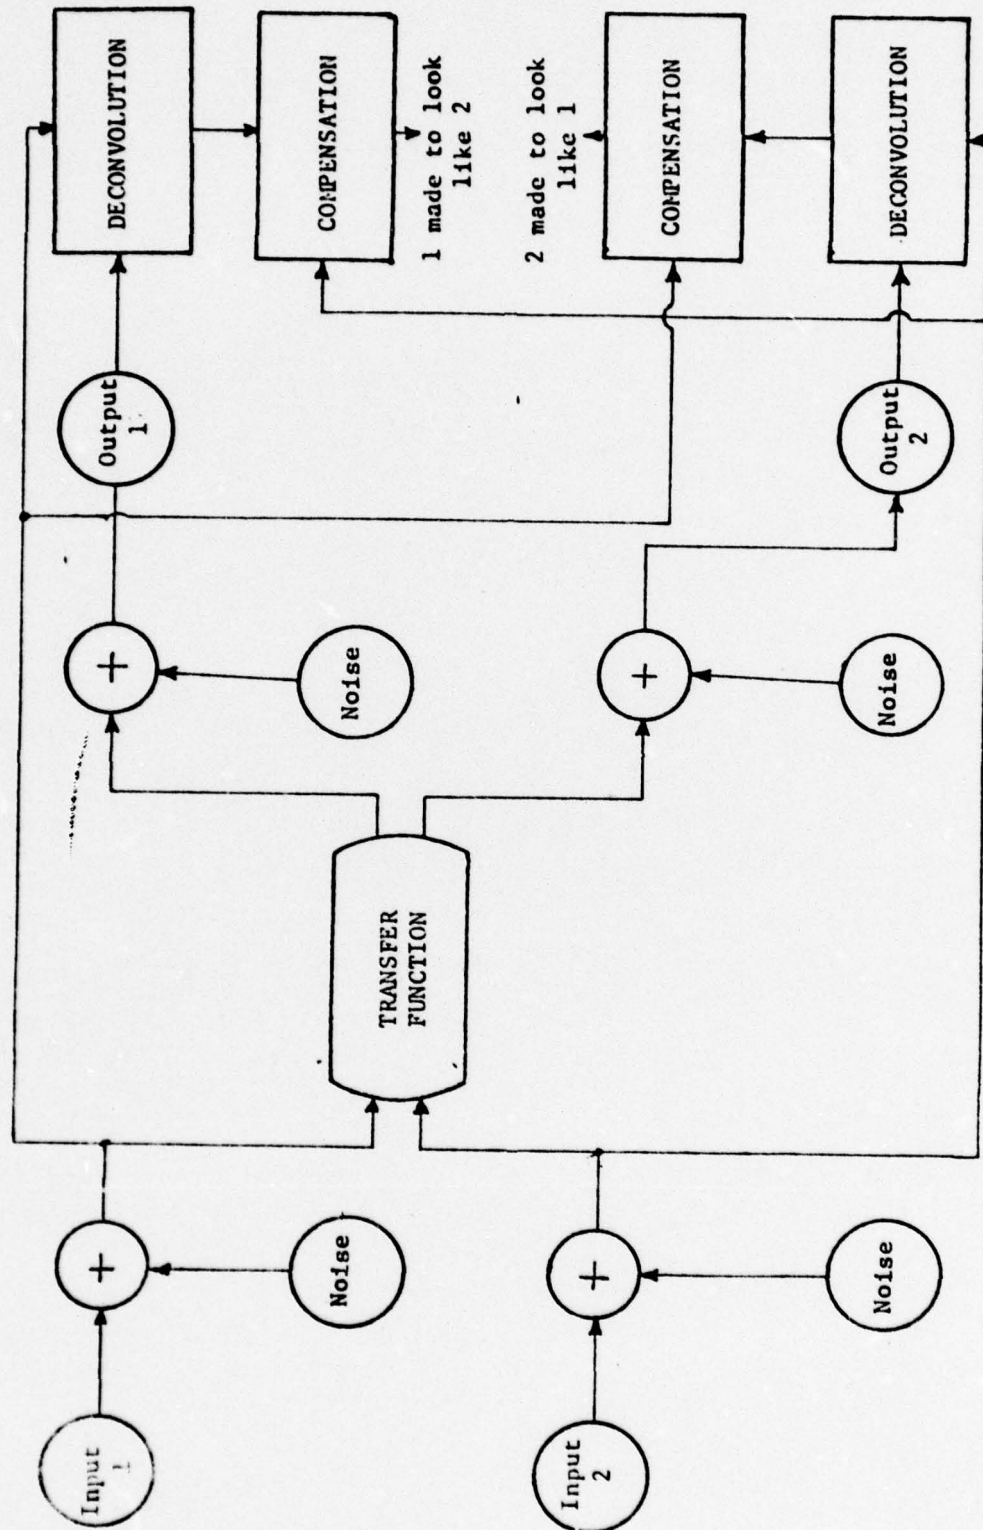 Input
1
+
Noise
Input
2
+
Noise
TRANSFER
FUNCTION
+
Noise
+
Noise
Output
1
Output
2
DECONVOLUTION
COMPENSATION
1 made to look
like 2
2 made to look
like 1
COMPENSATION
DECONVOLUTION